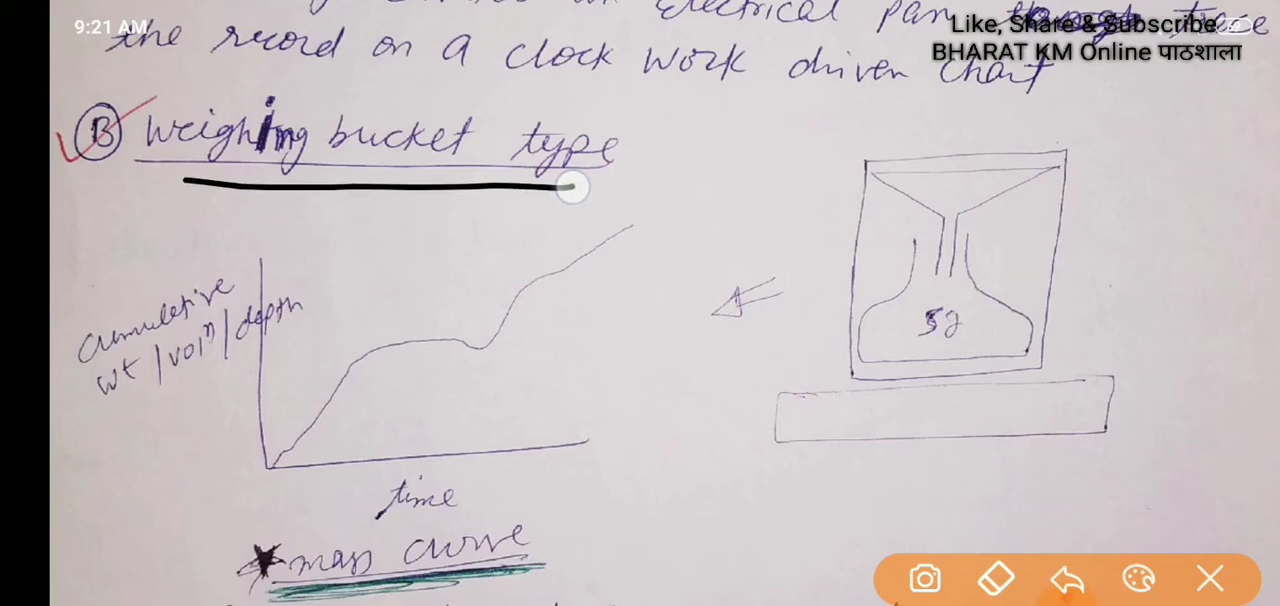 9:21 AM
Like, Share & Subscribe
BHARAT KM Online पाठशाला
Electrical pan trace
the record on a clock work driven chart
B Weighing bucket type
cumulative
wt / vol^n / depth
5g
time
mass curve